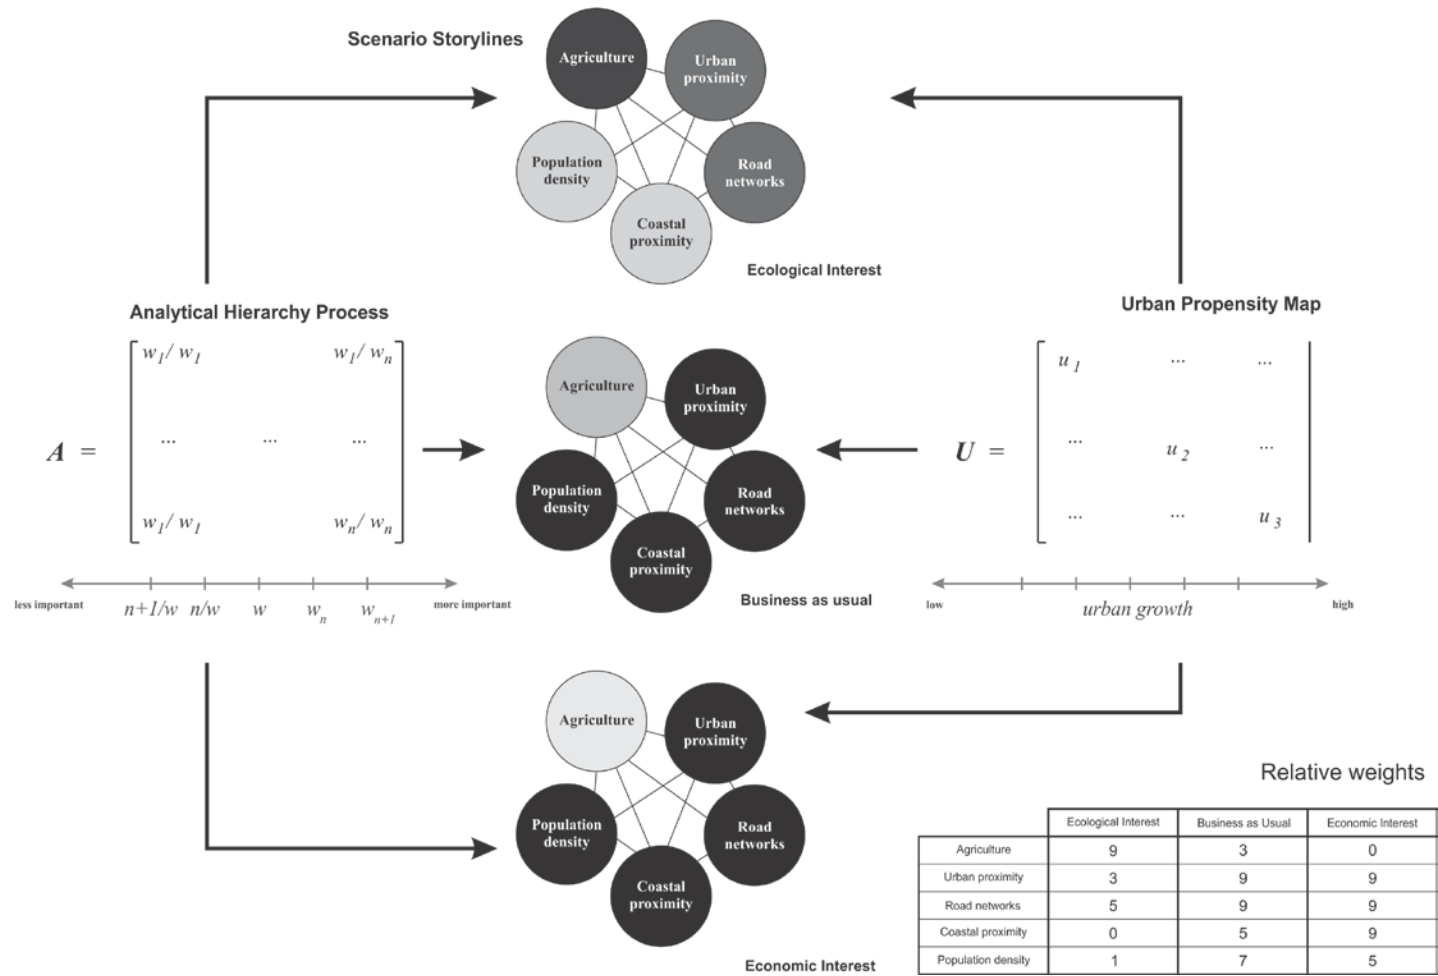 Scenario Storylines
Agriculture
Urban
proximity
Population
density
Road
networks
Coastal
proximity
Ecological Interest
Analytical Hierarchy Process
A =
w1/ w1 w1/ wn
... ... ...
w1/ w1 wn/ wn
less important
n+1/w n/w w wn wn+1
more important
Agriculture
Urban
proximity
Population
density
Road
networks
Coastal
proximity
Business as usual
Urban Propensity Map
U =
u1 ... ...
... u2 ...
... ... u3
low
urban growth
high
Agriculture
Urban
proximity
Population
density
Road
networks
Coastal
proximity
Economic Interest
Relative weights
Ecological Interest Business as Usual Economic Interest
Agriculture 9 3 0
Urban proximity 3 9 9
Road networks 5 9 9
Coastal proximity 0 5 9
Population density 1 7 5